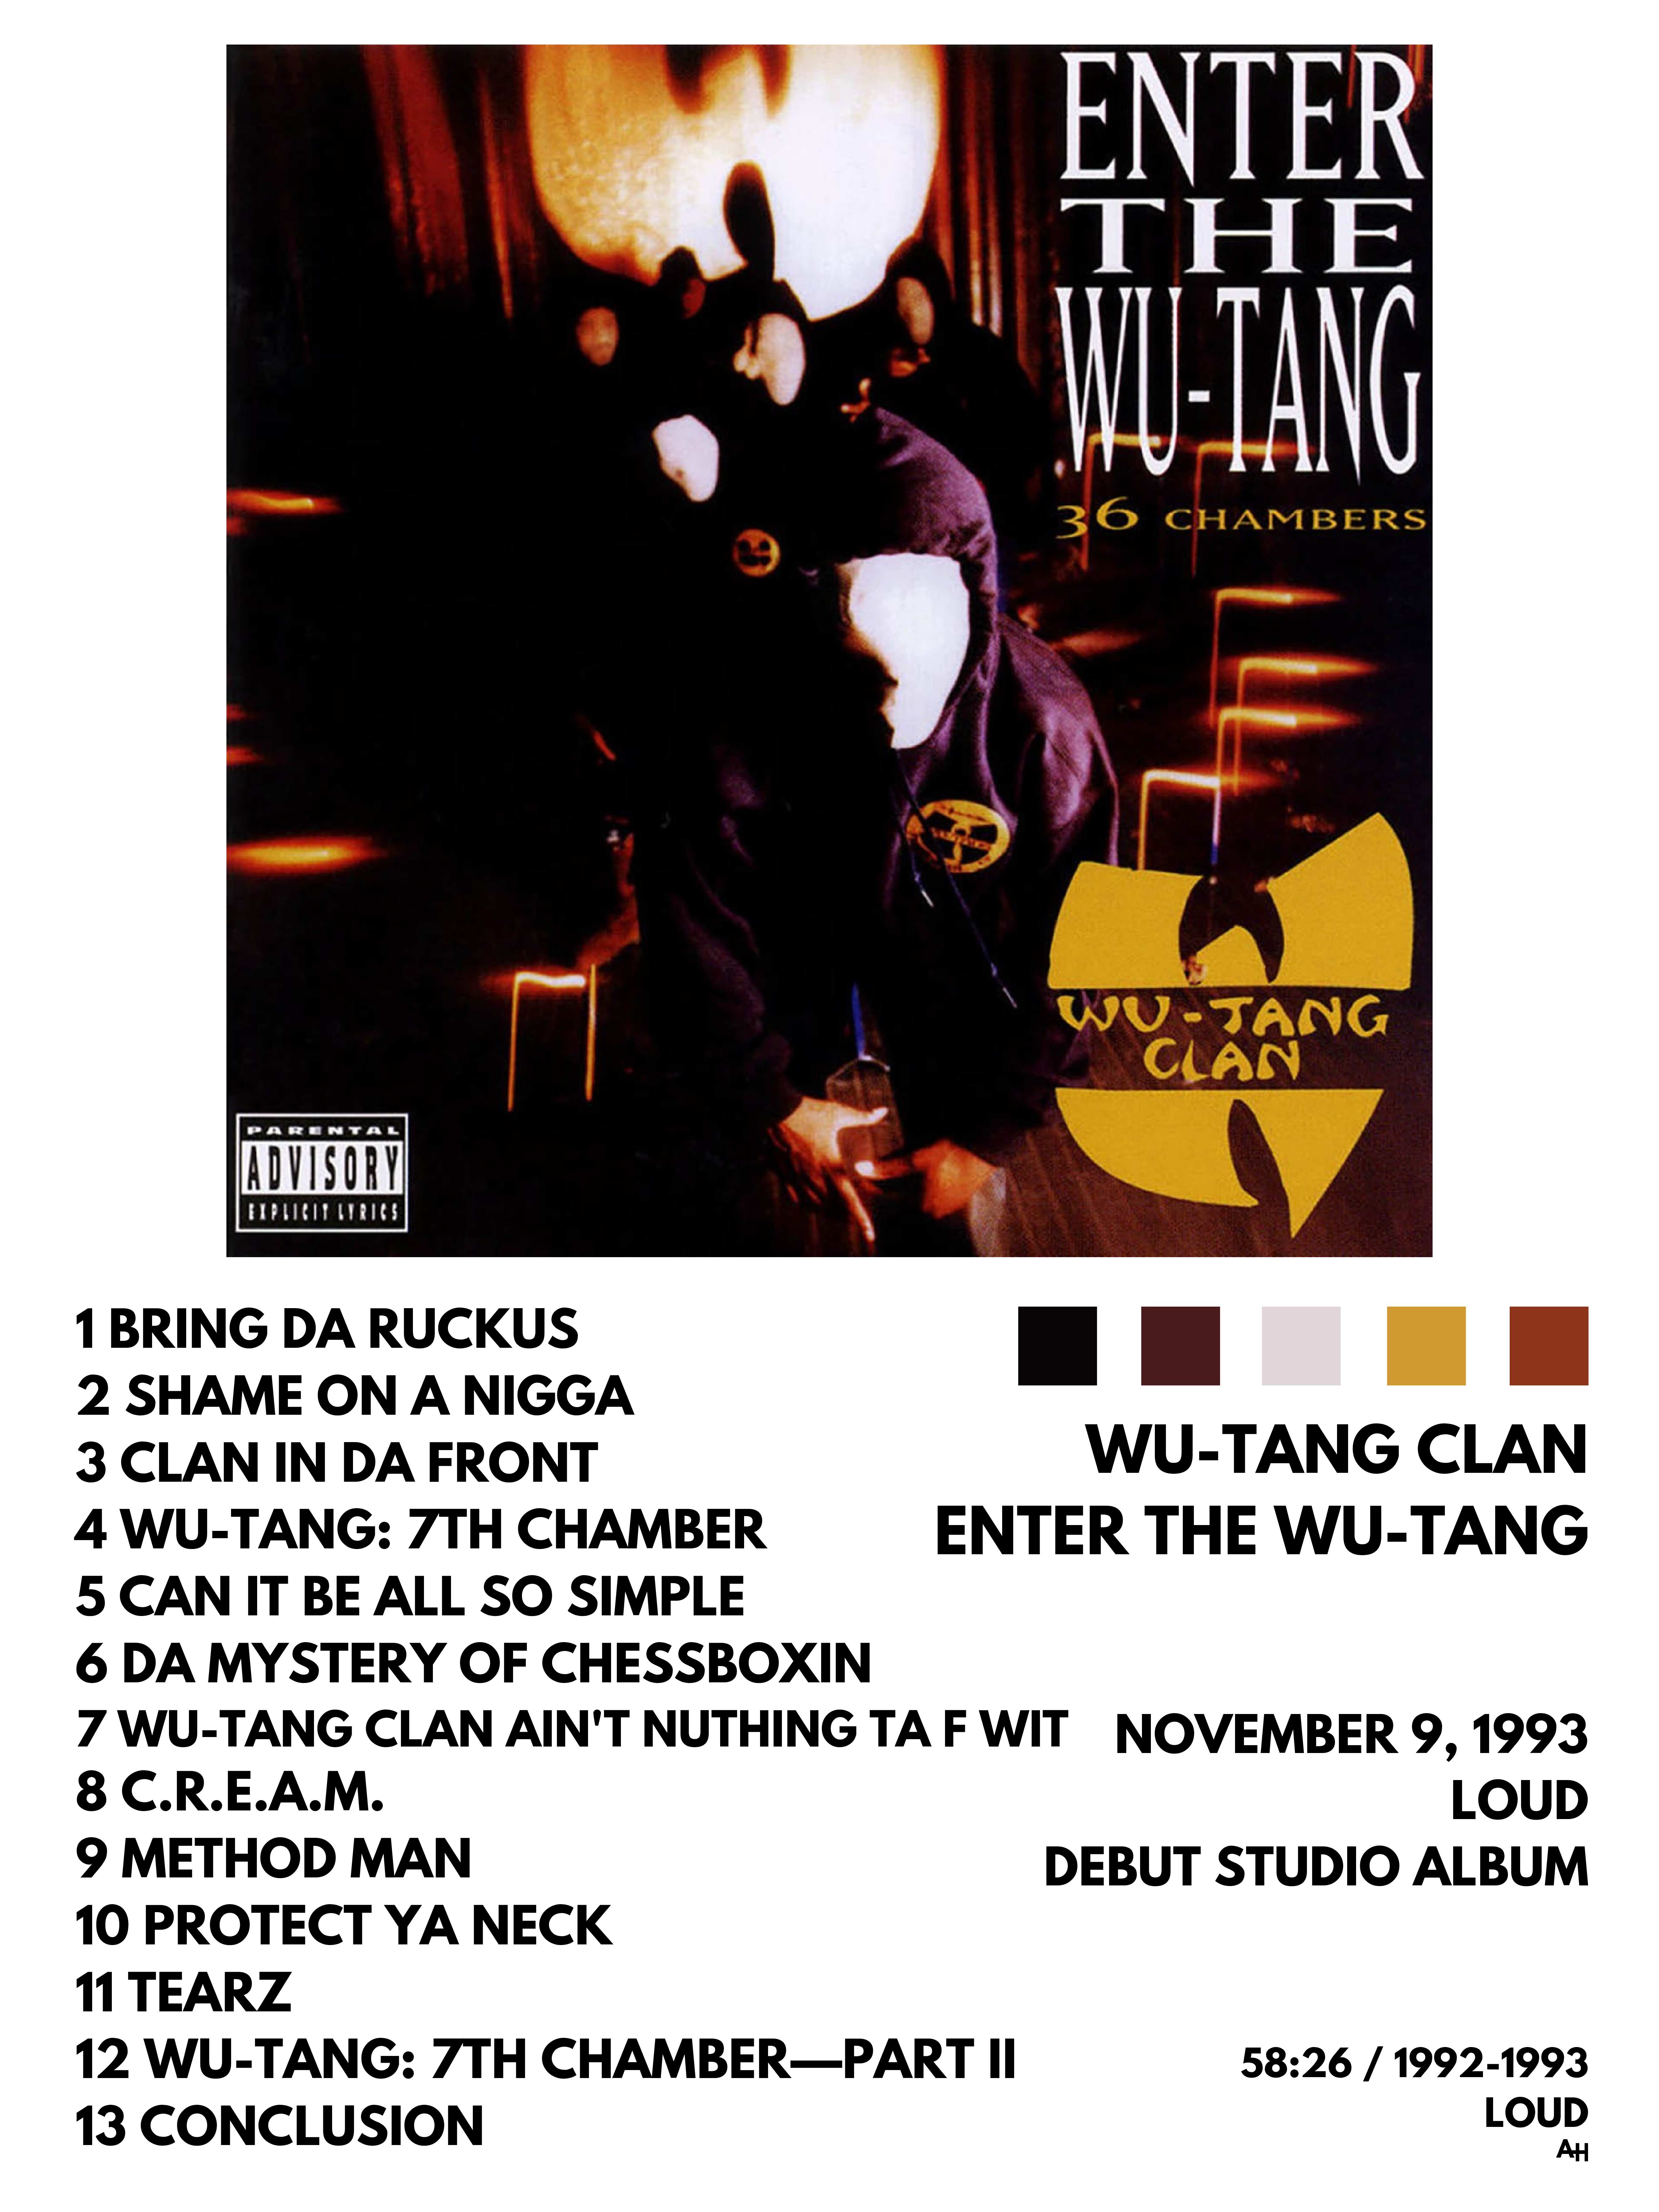 ENTER
THE
WU-TANG
36 CHAMBERS
WU-TANG
CLAN
PARENTAL
ADVISORY
EXPLICIT LYRICS
1 BRING DA RUCKUS
2 SHAME ON A NIGGA
3 CLAN IN DA FRONT
4 WU-TANG: 7TH CHAMBER
5 CAN IT BE ALL SO SIMPLE
6 DA MYSTERY OF CHESSBOXIN
7 WU-TANG CLAN AIN'T NUTHING TA F WIT
8 C.R.E.A.M.
9 METHOD MAN
10 PROTECT YA NECK
11 TEARZ
12 WU-TANG: 7TH CHAMBER—PART II
13 CONCLUSION
WU-TANG CLAN
ENTER THE WU-TANG
NOVEMBER 9, 1993
LOUD
DEBUT STUDIO ALBUM
58:26 / 1992-1993
LOUD
AH